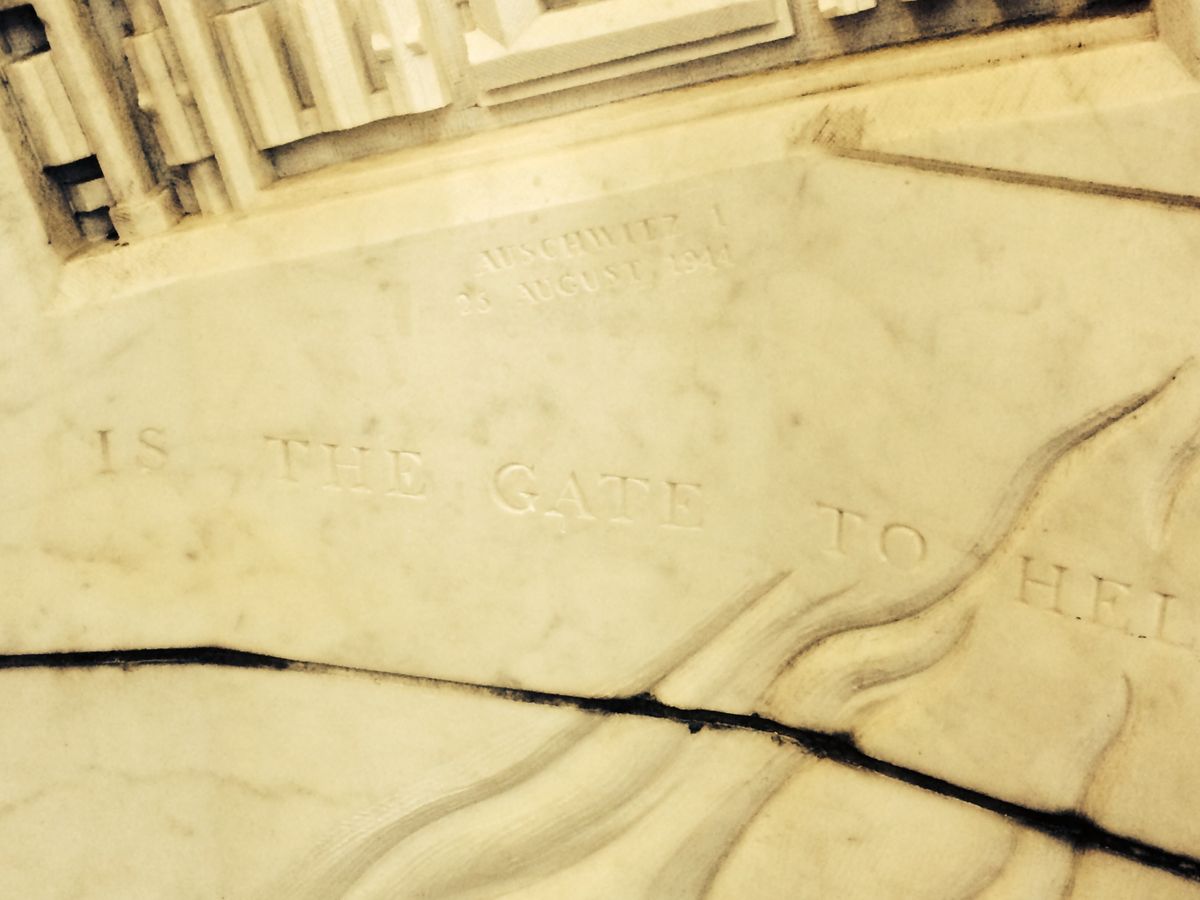 AUSCHWITZ I
25 AUGUST, 1944
IS THE GATE TO HEL